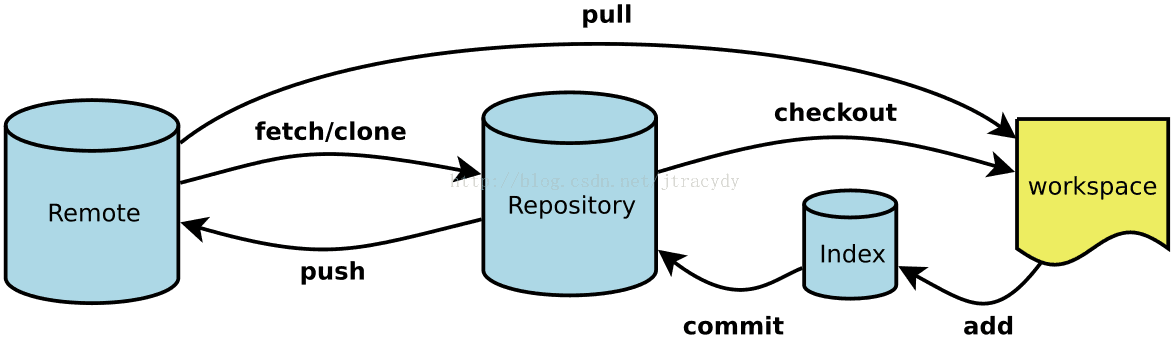 pull
fetch/clone
checkout
http://blog.csdn.net/jtracydy
workspace
Remote
Repository
Index
push
commit
add